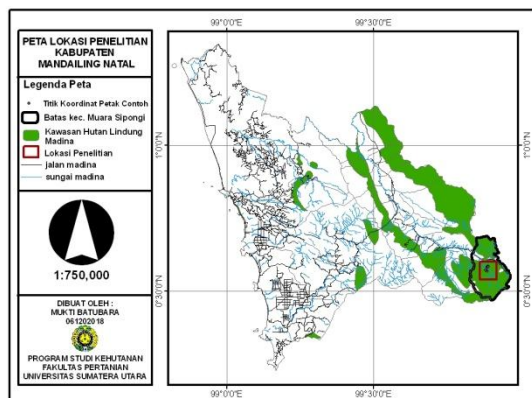 PETA LOKASI PENELITIAN
KABUPATEN
MANDAILING NATAL
Legenda Peta
Titik Koordinat Petak Contoh
Batas kec. Muara Sipongi
Kawasan Hutan Lindung
Madina
Lokasi Penelitian
jalan madina
sungai madina
1:750,000
DIBUAT OLEH :
MUKTI BATUBARA
061202018
PROGRAM STUDI KEHUTANAN
FAKULTAS PERTANIAN
UNIVERSITAS SUMATERA UTARA
99°0'0"E
99°30'0"E
1°0'0"N
0°30'0"N
1°0'0"N
0°30'0"N
99°0'0"E
99°30'0"E